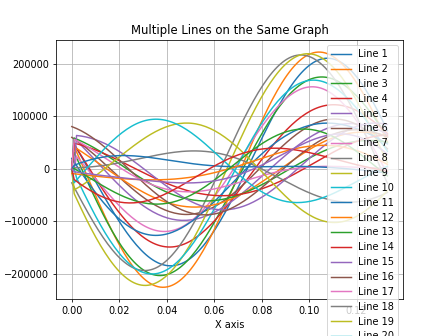 Multiple Lines on the Same Graph
200000
100000
0
−100000
−200000
0.00
0.02
0.04
0.06
0.08
0.10
X axis
Line 1
Line 2
Line 3
Line 4
Line 5
Line 6
Line 7
Line 8
Line 9
Line 10
Line 11
Line 12
Line 13
Line 14
Line 15
Line 16
Line 17
Line 18
Line 19
Line 20